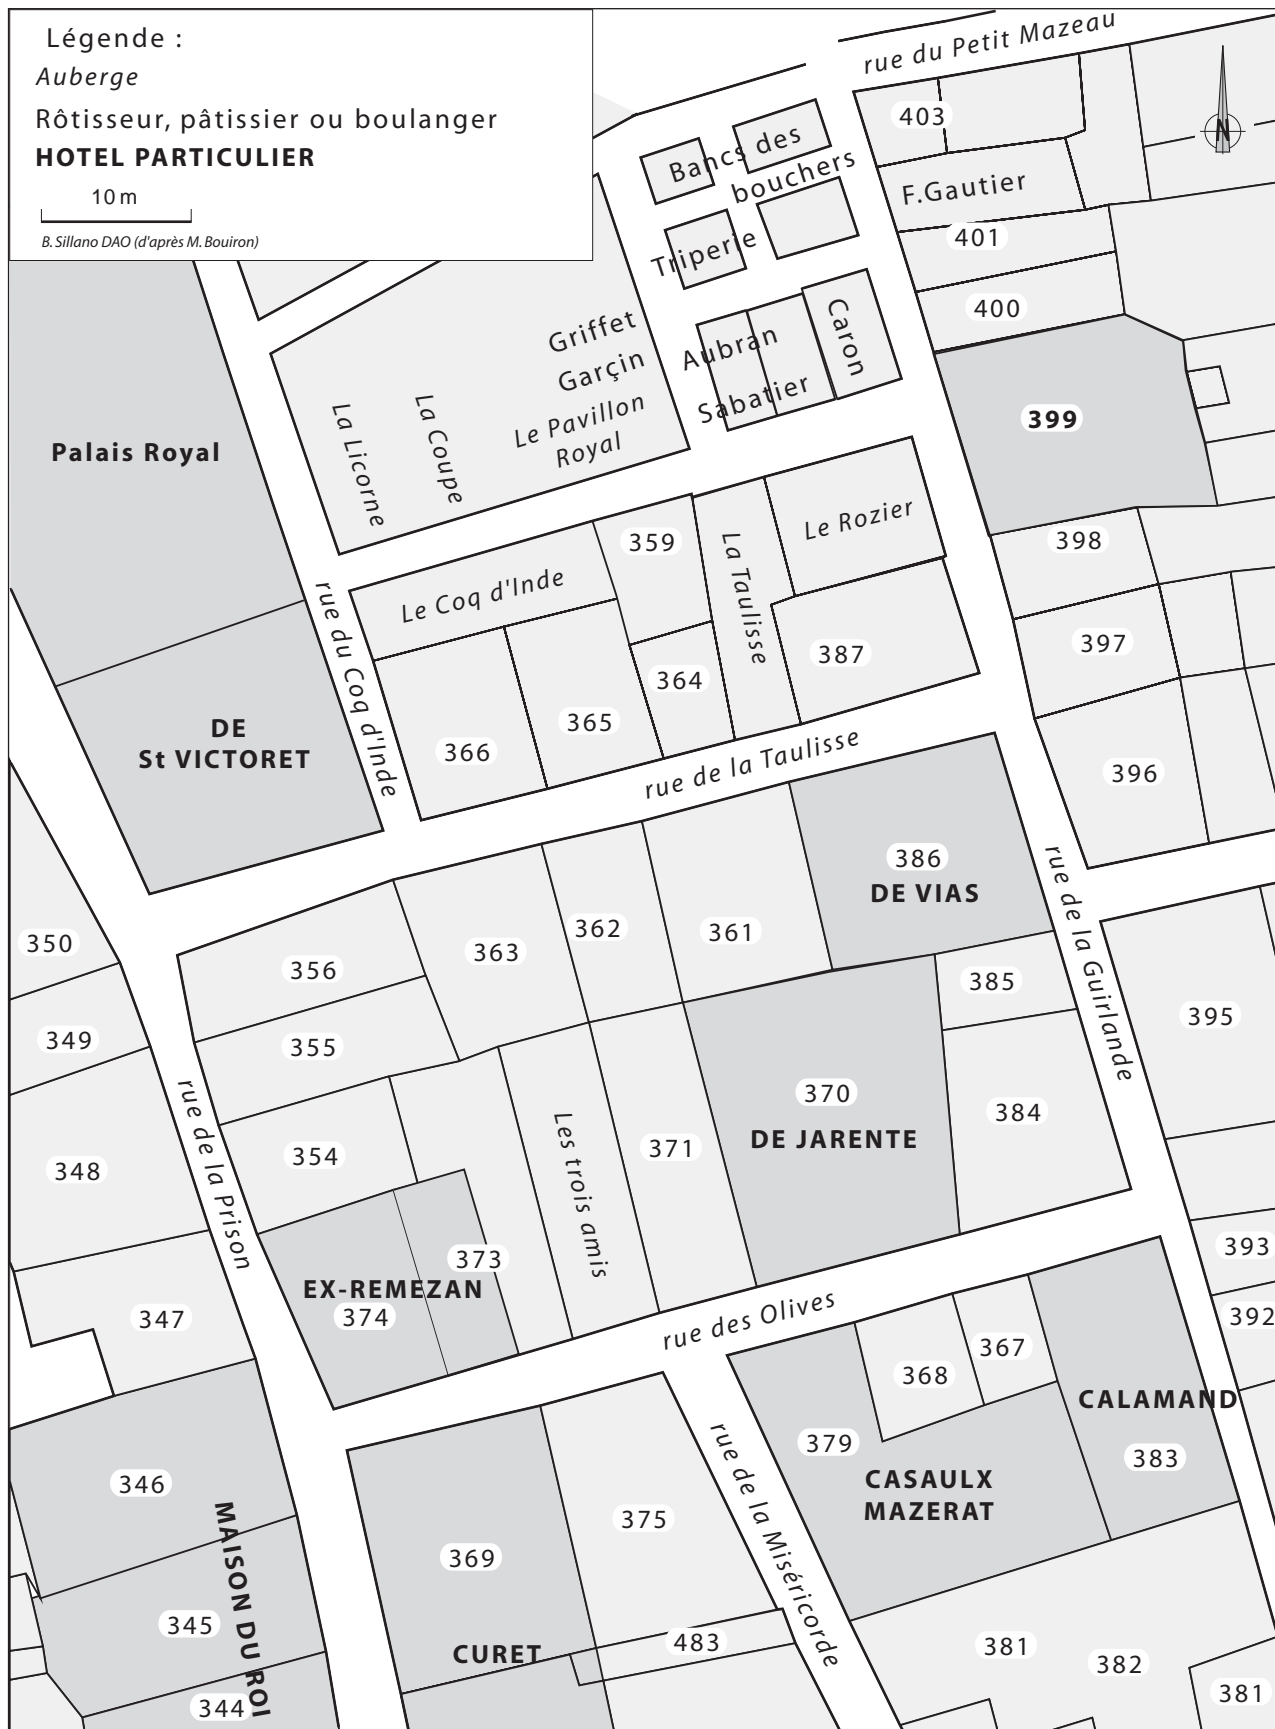 Légende :
Auberge
Rôtisseur, pâtissier ou boulanger
HOTEL PARTICULIER
10 m
B. Sillano DAO (d'après M. Bouiron)
rue du Petit Mazeau
N
403
Bancs des
bouchers
F.Gautier
Triperie
401
400
Griffet
Garçin
Aubran
Sabatier
Caron
La Licorne
La Coupe
Le Pavillon
Royal
399
Palais Royal
359
La Taulisse
Le Rozier
398
rue du Coq d'Inde
Le Coq d'Inde
397
387
364
365
366
DE
St VICTORET
rue de la Taulisse
396
386
DE VIAS
rue de la Guirlande
350
356
363
362
361
385
395
349
355
370
DE JARENTE
384
rue de la Prison
348
354
Les trois amis
371
393
373
EX-REMEZAN
374
347
rue des Olives
392
367
368
CALAMAND
383
346
MAISON DU ROI
379
CASAULX
MAZERAT
rue de la Miséricorde
375
369
345
CURET
483
381
382
344
381